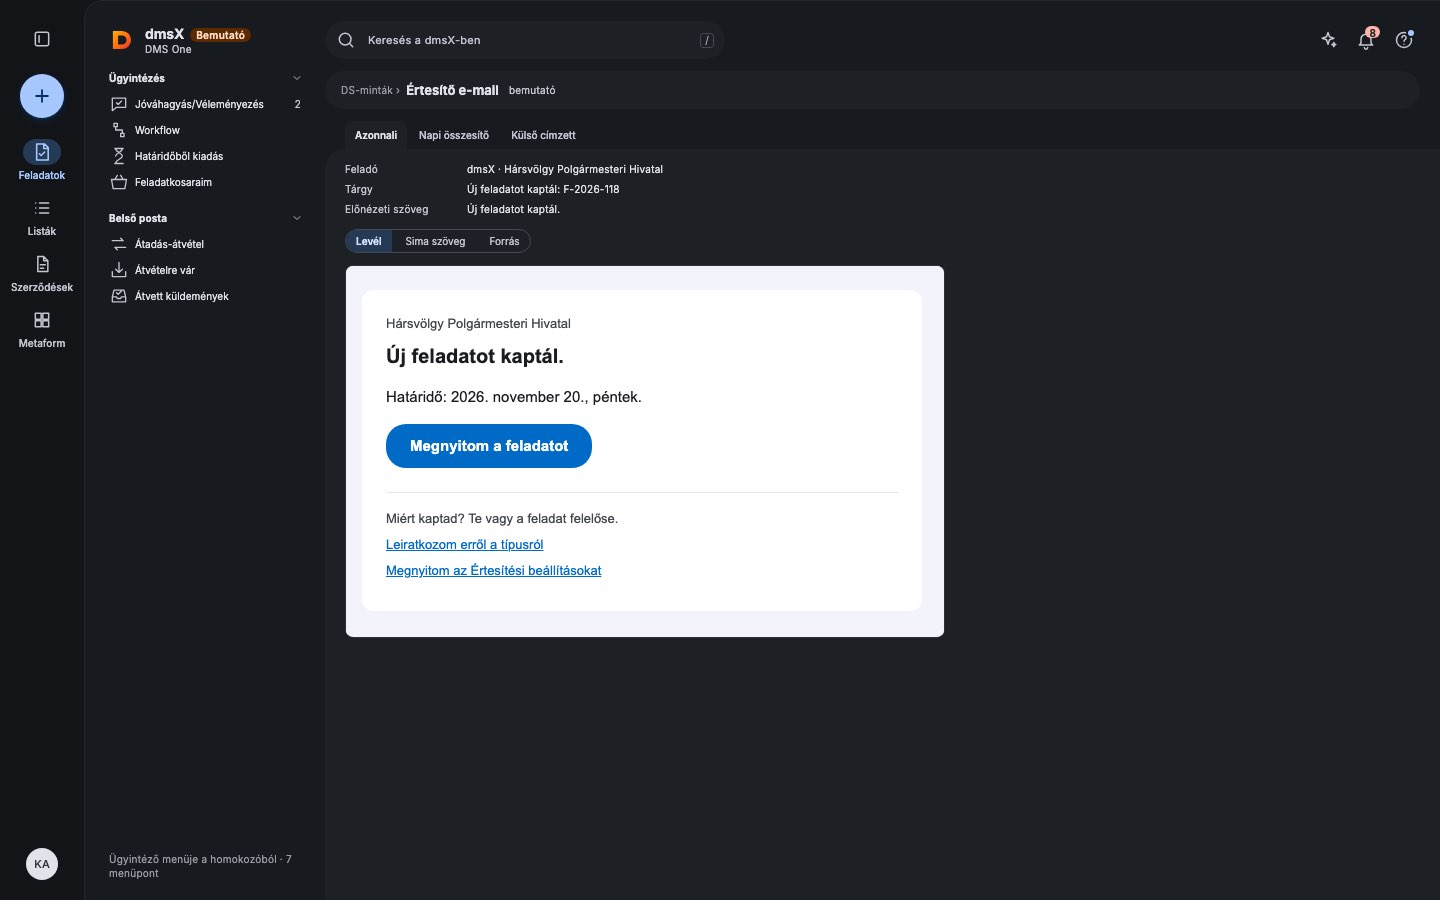 dmsX Bemutató
DMS One
Keresés a dmsX-ben /
8
Feladatok
Listák
Szerződések
Metaform
KA
Ügyintézés
Jóváhagyás/Véleményezés 2
Workflow
Határidőből kiadás
Feladatkosaraim
Belső posta
Átadás-átvétel
Átvételre vár
Átvett küldemények
Ügyintéző menüje a homokozóból · 7
menüpont
DS-minták › Értesítő e-mail bemutató
Azonnali Napi összesítő Külső címzett
Feladó dmsX · Hársvölgy Polgármesteri Hivatal
Tárgy Új feladatot kaptál: F-2026-118
Előnézeti szöveg Új feladatot kaptál.
Levél Sima szöveg Forrás
Hársvölgy Polgármesteri Hivatal
Új feladatot kaptál.
Határidő: 2026. november 20., péntek.
Megnyitom a feladatot
Miért kaptad? Te vagy a feladat felelőse.
Leiratkozom erről a típusról
Megnyitom az Értesítési beállításokat